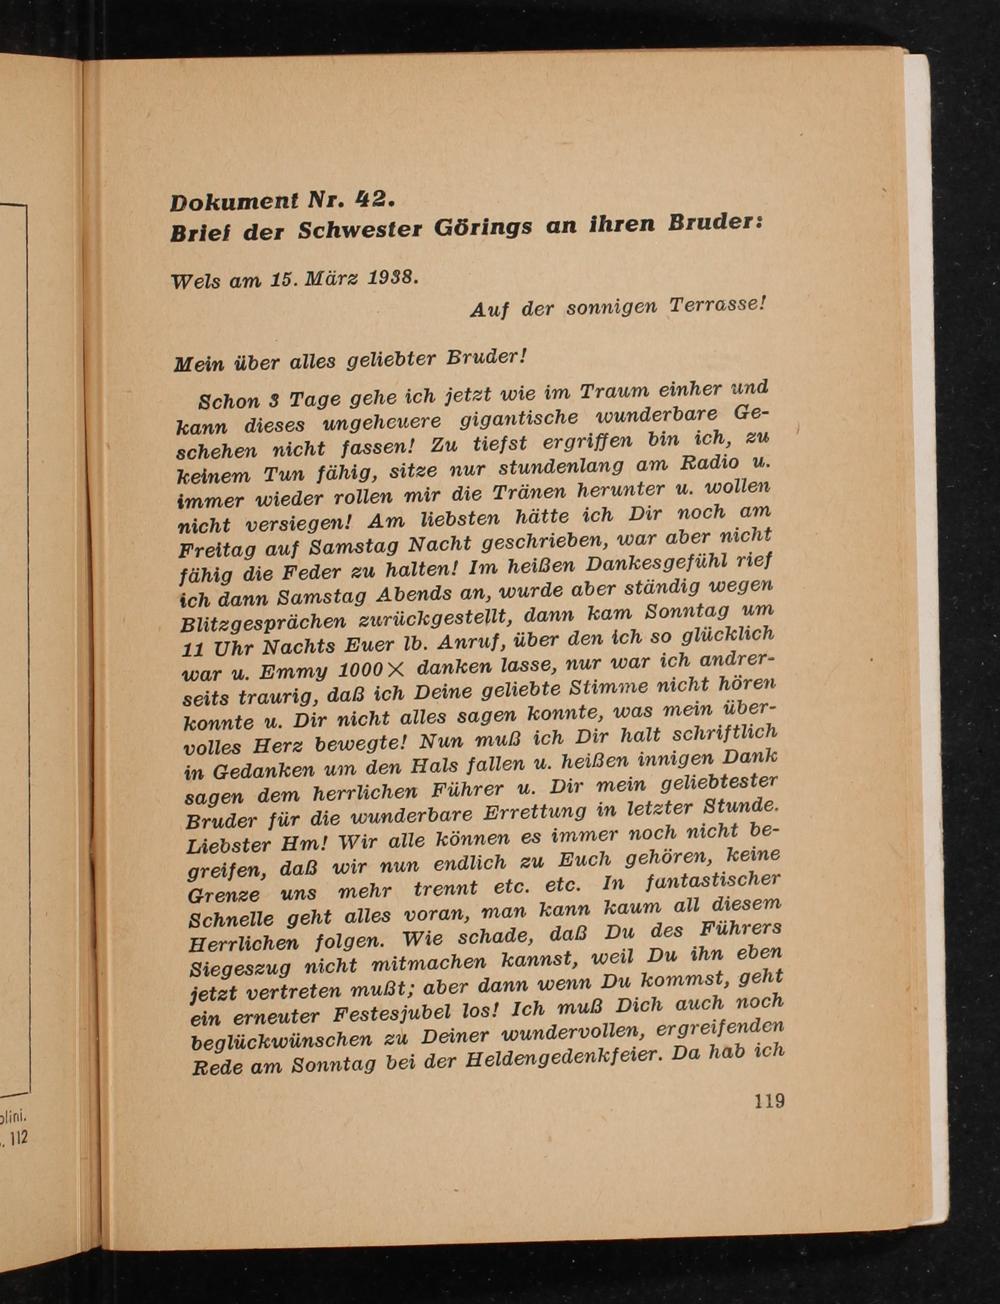 Dokument Nr. 42.
Brief der Schwester Görings an ihren Bruder:
Wels am 15. März 1938.
Auf der sonnigen Terrasse!
Mein über alles geliebter Bruder!
Schon 3 Tage gehe ich jetzt wie im Traum einher und
kann dieses ungeheuere gigantische wunderbare Ge-
schehen nicht fassen! Zu tiefst ergriffen bin ich, zu
keinem Tun fähig, sitze nur stundenlang am Radio u.
immer wieder rollen mir die Tränen herunter u. wollen
nicht versiegen! Am liebsten hätte ich Dir noch am
Freitag auf Samstag Nacht geschrieben, war aber nicht
fähig die Feder zu halten! Im heißen Dankesgefühl rief
ich dann Samstag Abends an, wurde aber ständig wegen
Blitzgesprächen zurückgestellt, dann kam Sonntag um
11 Uhr Nachts Euer lb. Anruf, über den ich so glücklich
war u. Emmy 1000 X danken lasse, nur war ich andrer-
seits traurig, daß ich Deine geliebte Stimme nicht hören
konnte u. Dir nicht alles sagen konnte, was mein über-
volles Herz bewegte! Nun muß ich Dir halt schriftlich
in Gedanken um den Hals fallen u. heißen innigen Dank
sagen dem herrlichen Führer u. Dir mein geliebtester
Bruder für die wunderbare Errettung in letzter Stunde.
Liebster Hm! Wir alle können es immer noch nicht be-
greifen, daß wir nun endlich zu Euch gehören, keine
Grenze uns mehr trennt etc. etc. In fantastischer
Schnelle geht alles voran, man kann kaum all diesem
Herrlichen folgen. Wie schade, daß Du des Führers
Siegeszug nicht mitmachen kannst, weil Du ihn eben
jetzt vertreten mußt; aber dann wenn Du kommst, geht
ein erneuter Festesjubel los! Ich muß Dich auch noch
beglückwünschen zu Deiner wundervollen, ergreifenden
Rede am Sonntag bei der Heldengedenkfeier. Da hab ich
119
lini.
. 112